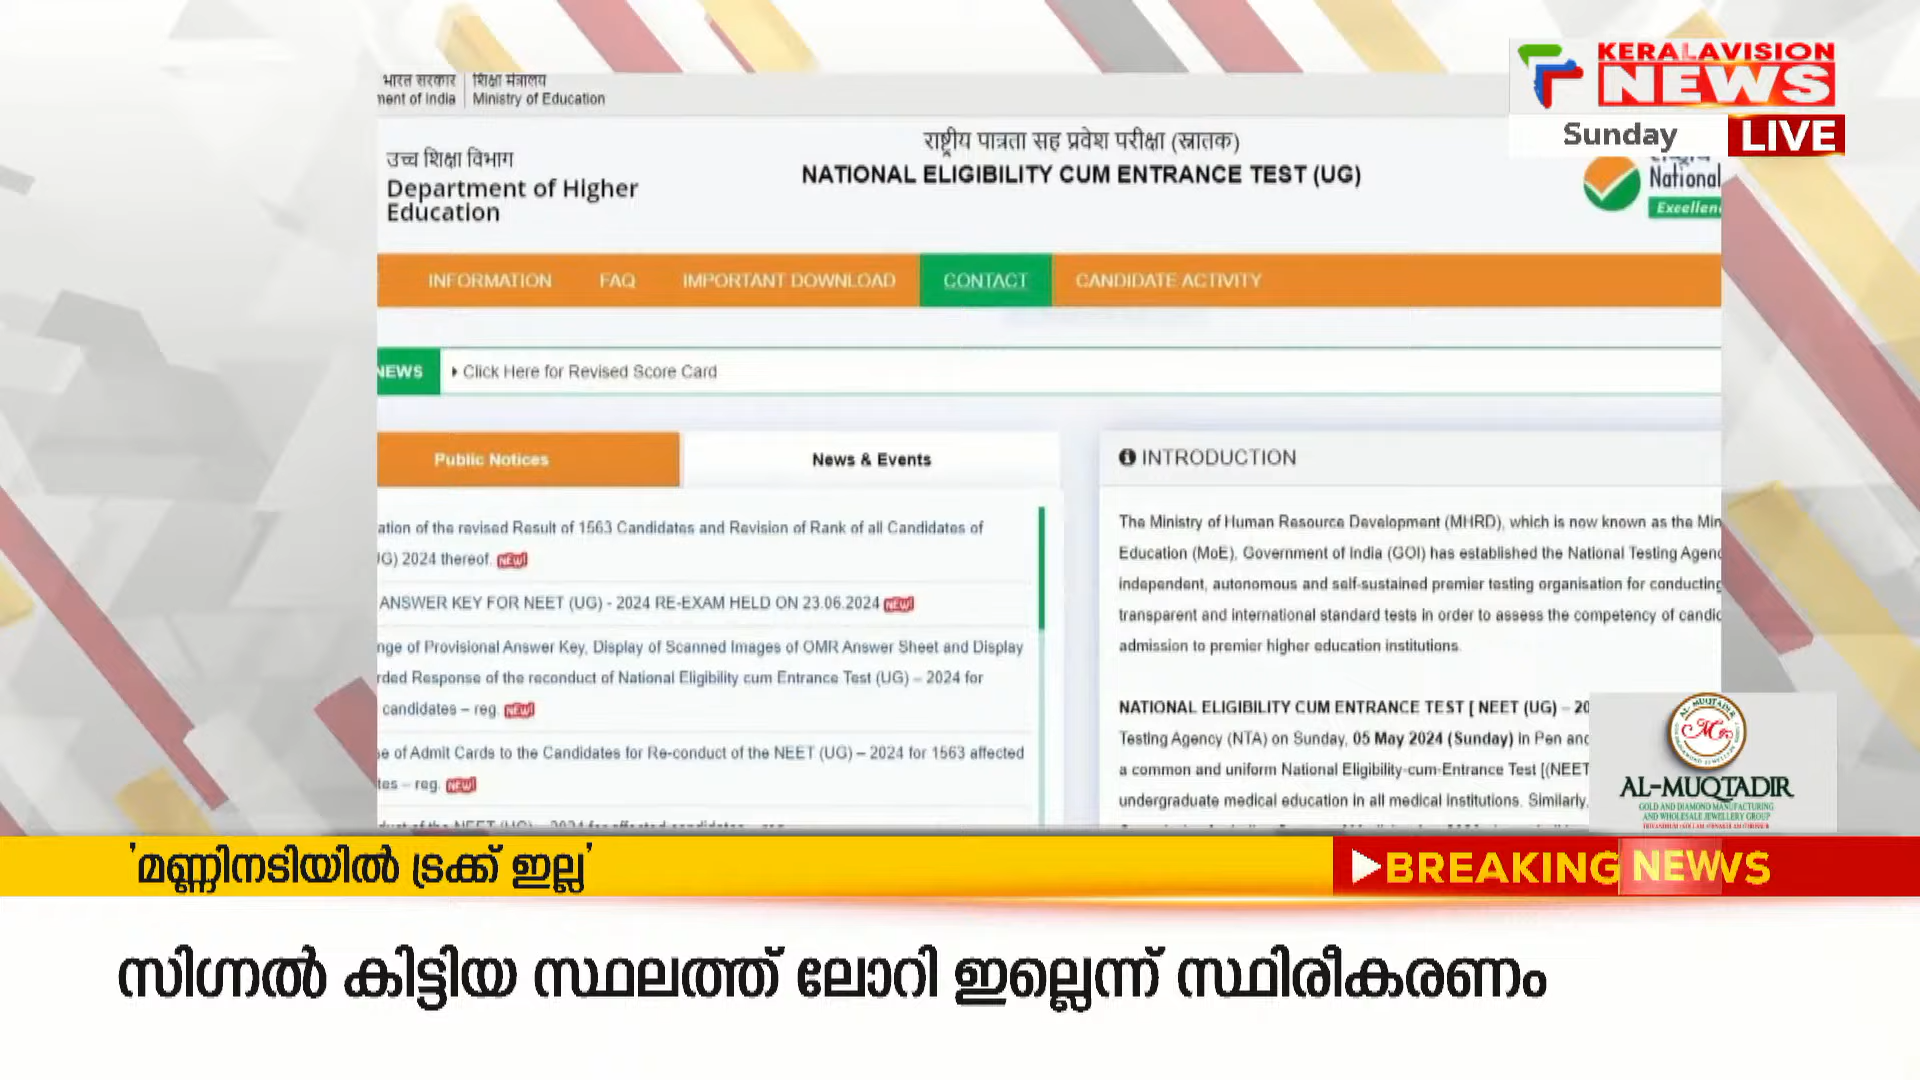 भारत सरकार
शिक्षा मंत्रालय
ment of India
Ministry of Education
KERALAVISION
NEWS
Sunday
LIVE
उच्च शिक्षा विभाग
Department of Higher
Education
राष्ट्रीय पात्रता सह प्रवेश परीक्षा (स्नातक)
NATIONAL ELIGIBILITY CUM ENTRANCE TEST (UG)
National
Excellen
INFORMATION FAQ IMPORTANT DOWNLOAD CONTACT CANDIDATE ACTIVITY
NEWS
Click Here for Revised Score Card
Public Notices
News & Events
ation of the revised Result of 1563 Candidates and Revision of Rank of all Candidates of
G) 2024 thereof. NEW!
ANSWER KEY FOR NEET (UG) - 2024 RE-EXAM HELD ON 23.06.2024 NEW!
nge of Provisional Answer Key, Display of Scanned Images of OMR Answer Sheet and Display
rded Response of the reconduct of National Eligibility cum Entrance Test (UG) – 2024 for
candidates – reg. NEW!
e of Admit Cards to the Candidates for Re-conduct of the NEET (UG) – 2024 for 1563 affected
tes – reg. NEW!
INTRODUCTION
The Ministry of Human Resource Development (MHRD), which is now known as the Min
Education (MoE), Government of India (GOI) has established the National Testing Agenc
independent, autonomous and self-sustained premier testing organisation for conducting
transparent and international standard tests in order to assess the competency of candic
admission to premier higher education institutions.
NATIONAL ELIGIBILITY CUM ENTRANCE TEST [ NEET (UG) – 20
Testing Agency (NTA) on Sunday, 05 May 2024 (Sunday) in Pen and
a common and uniform National Eligibility-cum-Entrance Test [(NEET
undergraduate medical education in all medical institutions. Similarly,
AL-MUQTADIR
GOLD AND DIAMOND MANUFACTURING
AND WHOLESALE JEWELLERY GROUP
'മണ്ണിനടിയിൽ ട്രക്ക് ഇല്ല'
BREAKING NEWS
സിഗ്നൽ കിട്ടിയ സ്ഥലത്ത് ലോറി ഇല്ലെന്ന് സ്ഥിരീകരണം